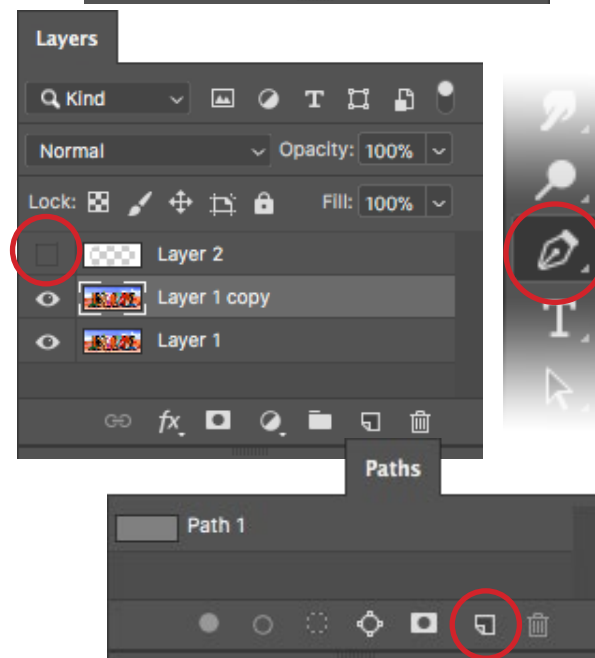 Layers
Kind
Normal Opacity: 100%
Lock: Fill: 100%
Layer 2
Layer 1 copy
Layer 1
fx
T
Paths
Path 1